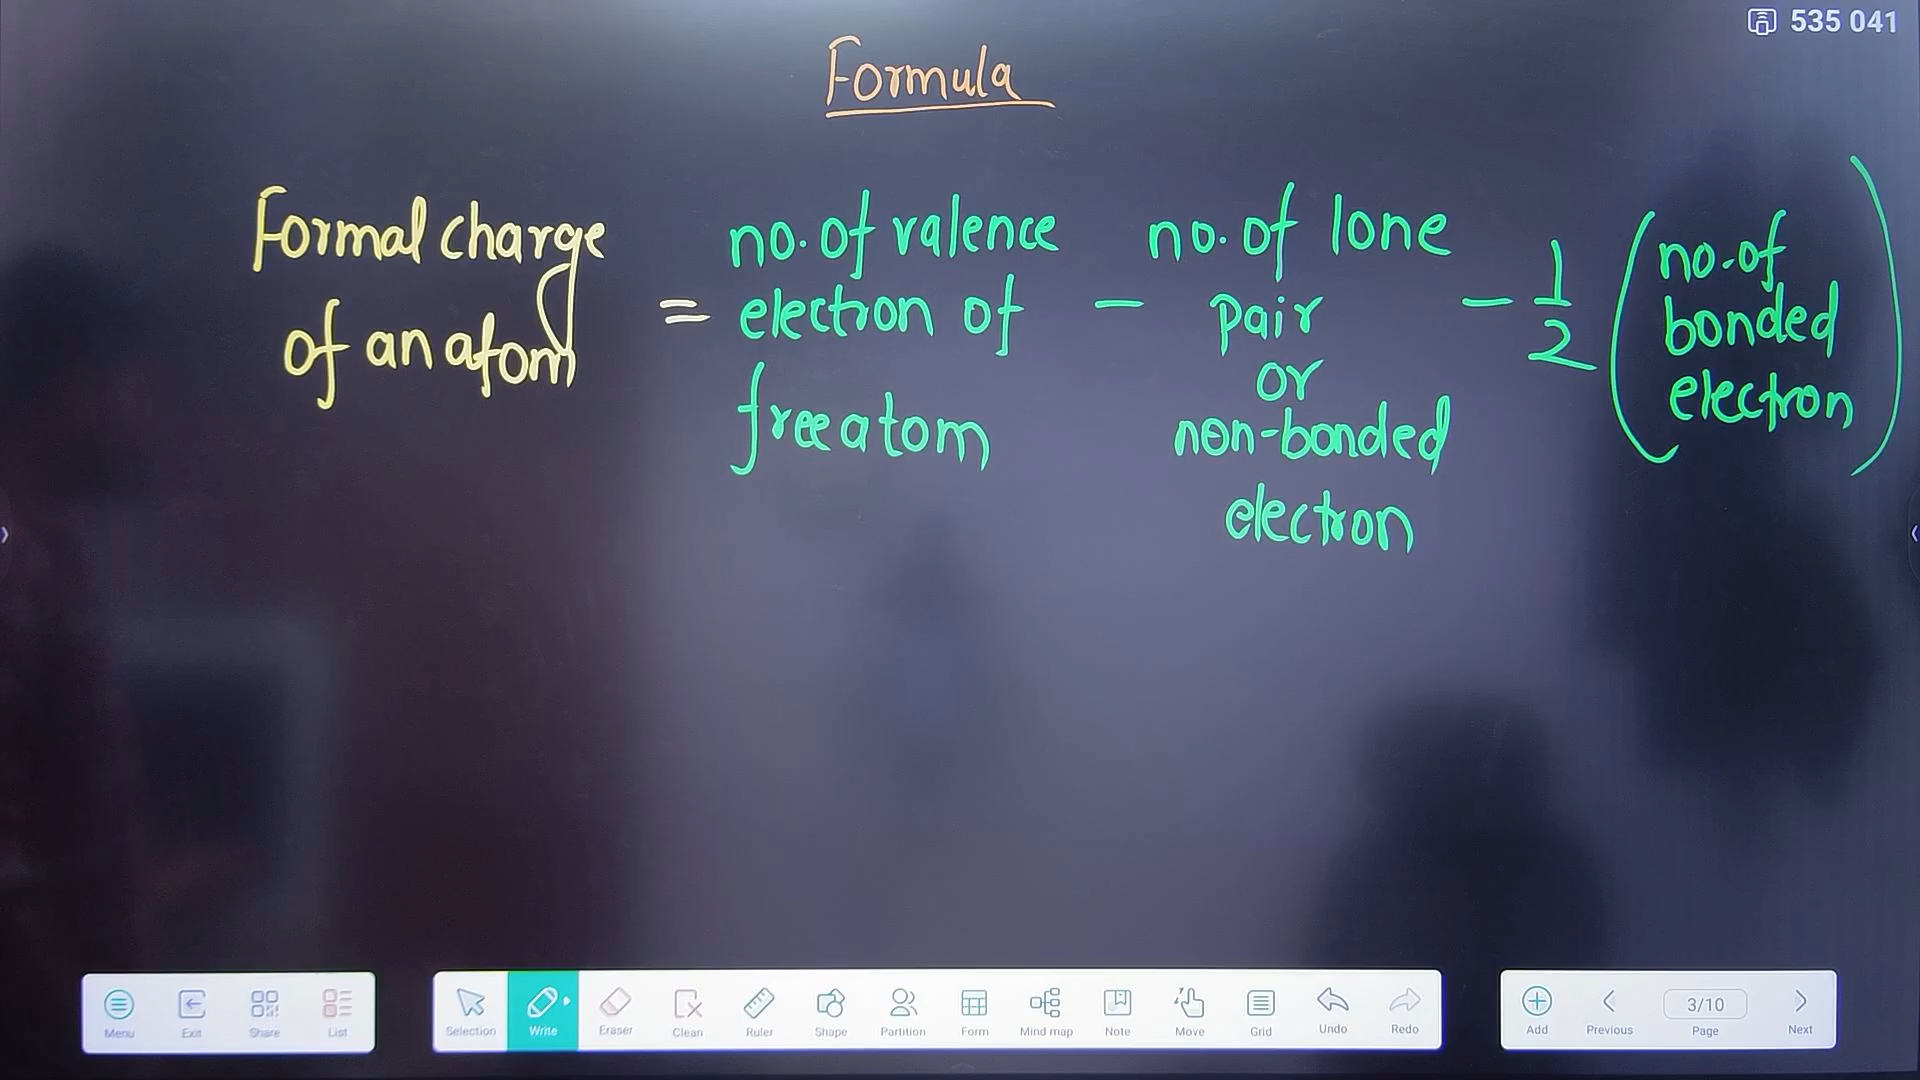 535 041
Formula
Formal charge
of an atom
=
no. of valence
electron of
free atom
-
no. of lone
pair
or
non-bonded
electron
- 1/2
(no. of
bonded
electron)
Menu Exit Share List
Selection Write Eraser Clean Ruler Shape Partition Form Mind map Note Move Grid Undo Redo
Add Previous 3/10 Page Next